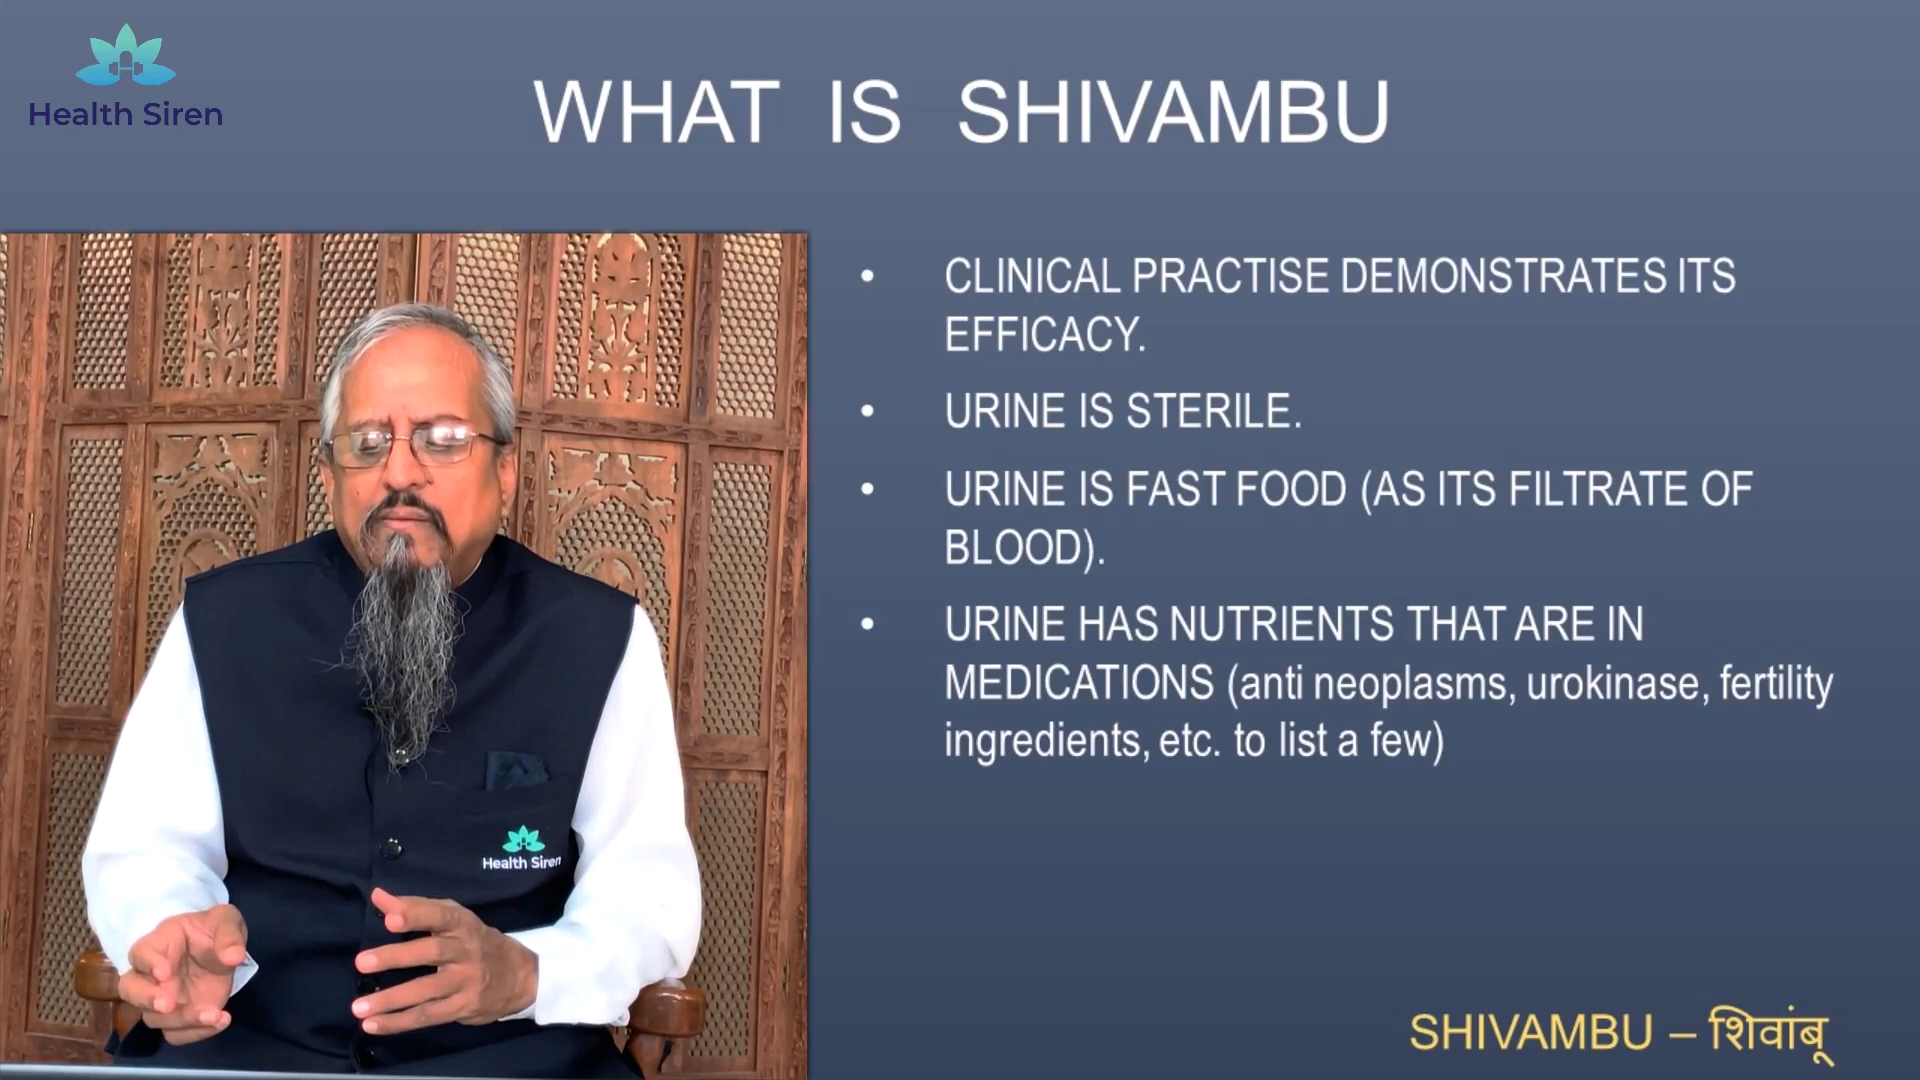 Health Siren
WHAT IS SHIVAMBU
• CLINICAL PRACTISE DEMONSTRATES ITS
EFFICACY.
• URINE IS STERILE.
• URINE IS FAST FOOD (AS ITS FILTRATE OF
BLOOD).
• URINE HAS NUTRIENTS THAT ARE IN
MEDICATIONS (anti neoplasms, urokinase, fertility
ingredients, etc. to list a few)
Health Siren
SHIVAMBU – शिवांबू